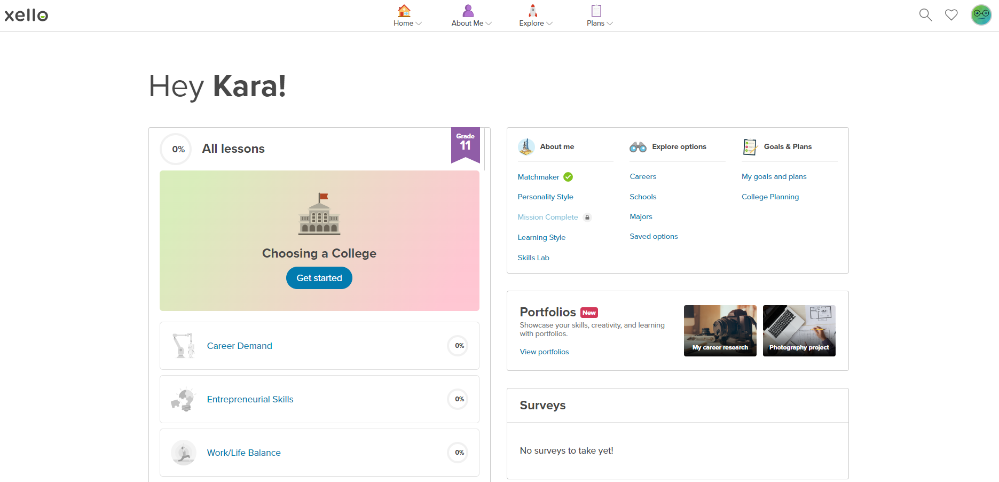 xello
Home
About Me
Explore
Plans
Hey Kara!
0%
All lessons
Grade
11
Choosing a College
Get started
Career Demand
0%
Entrepreneurial Skills
0%
Work/Life Balance
0%
About me
Matchmaker
Personality Style
Mission Complete
Learning Style
Skills Lab
Explore options
Careers
Schools
Majors
Saved options
Goals & Plans
My goals and plans
College Planning
Portfolios New
Showcase your skills, creativity, and learning
with portfolios.
View portfolios
My career research
Photography project
Surveys
No surveys to take yet!